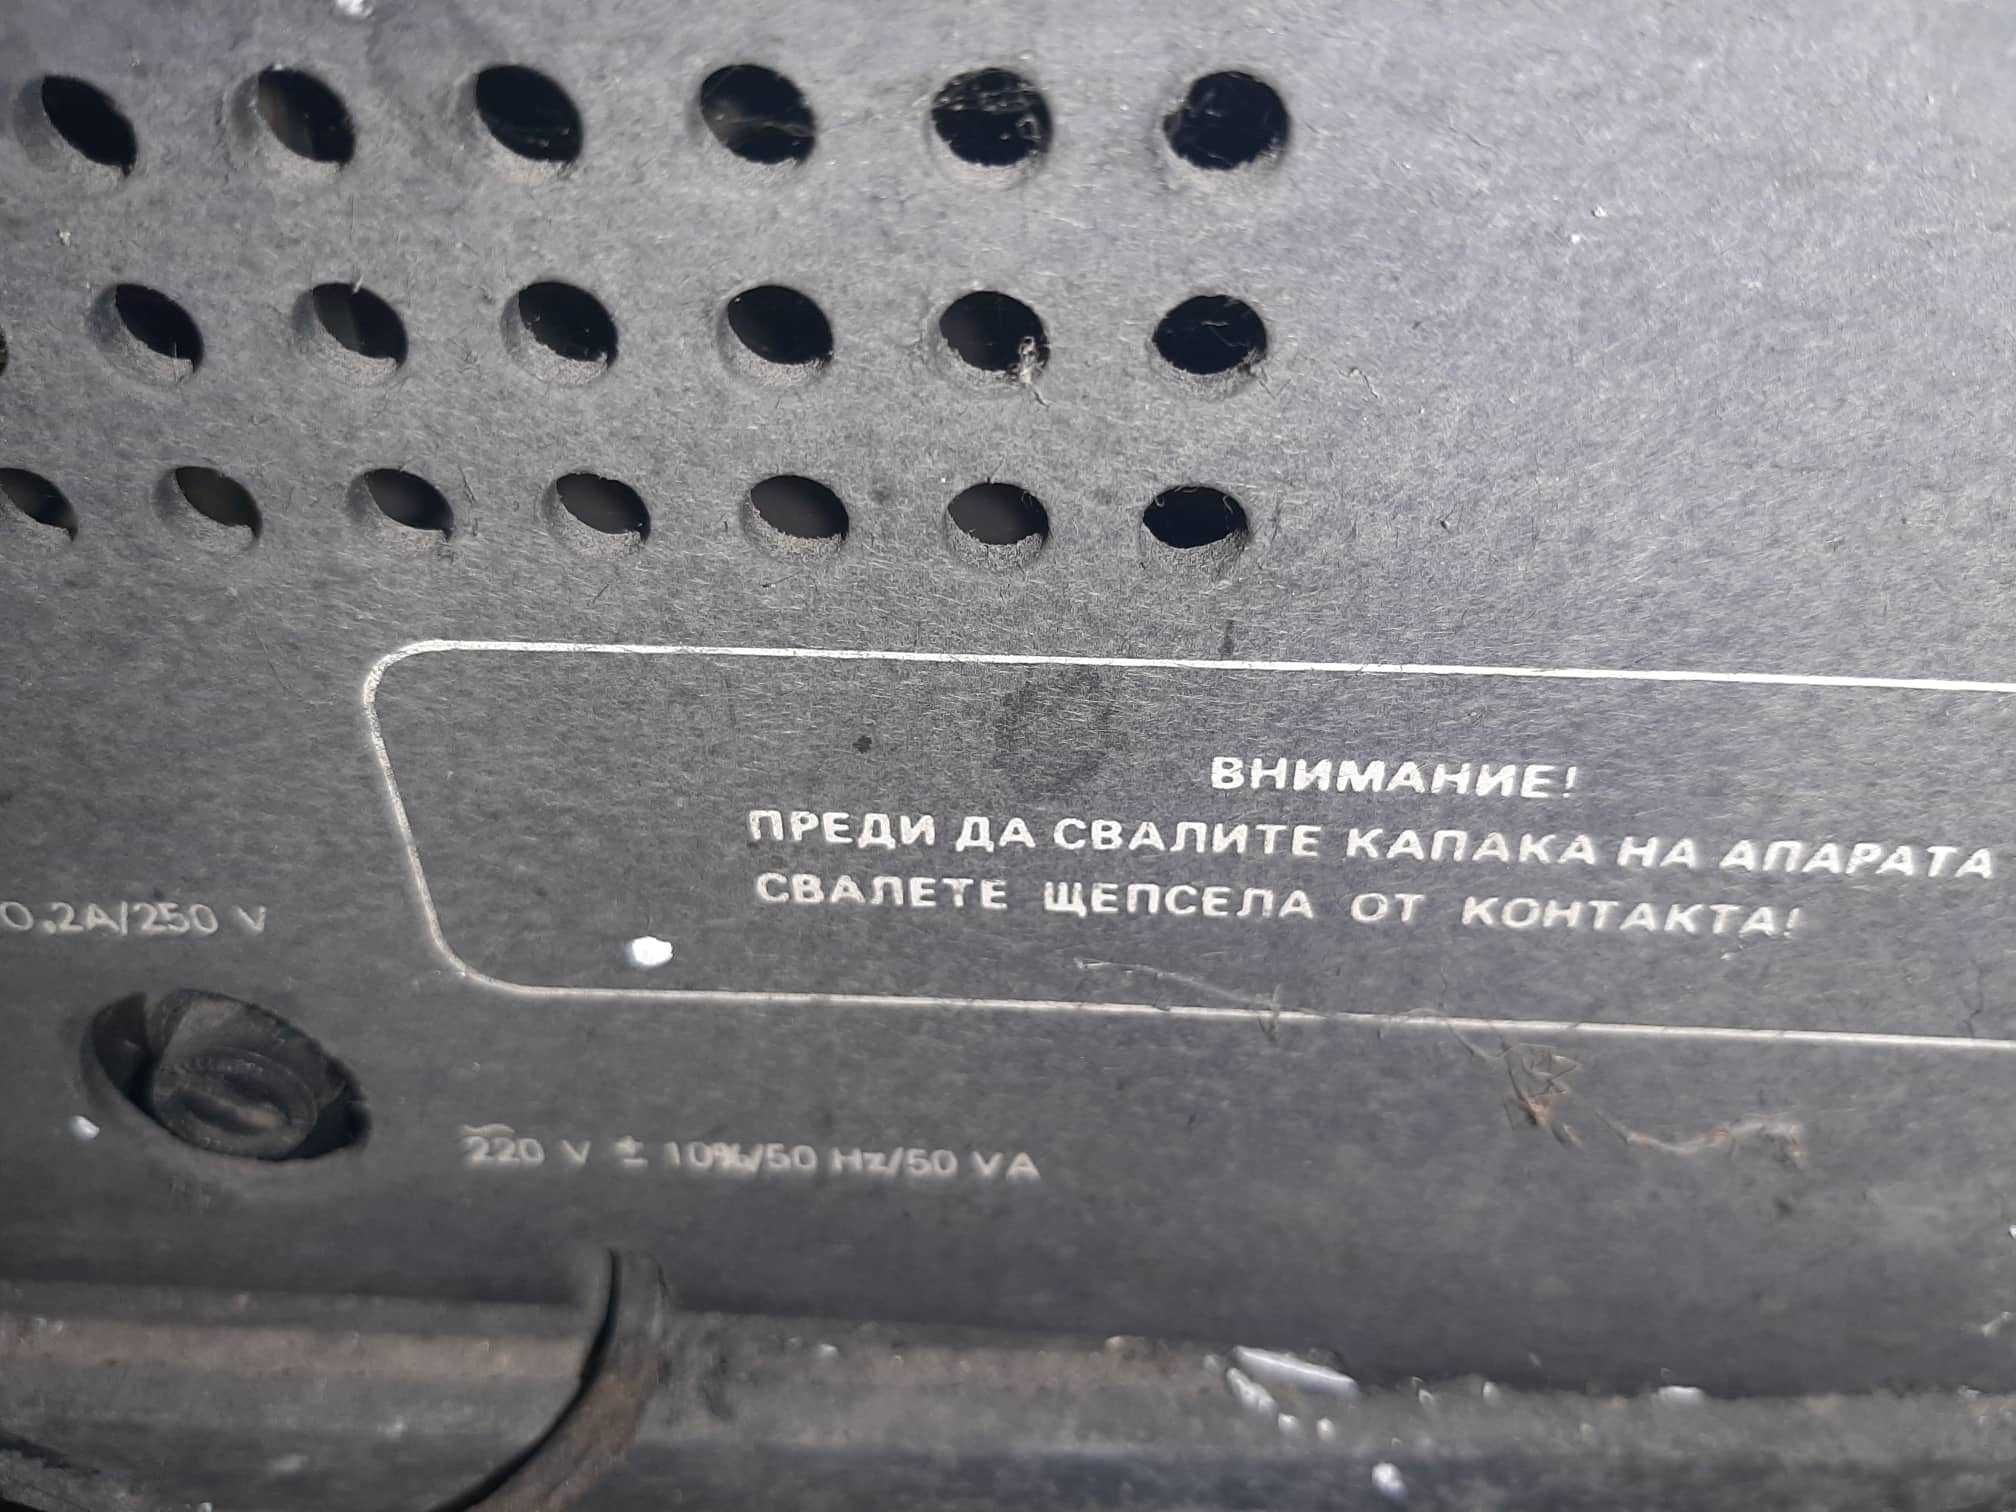 ВНИМАНИЕ!
ПРЕДИ ДА СВАЛИТЕ КАПАКА НА АПАРАТА
СВАЛЕТЕ ЩЕПСЕЛА ОТ КОНТАКТА!
0.2A/250 V
~220 V ± 10%/50 Hz/50 VA